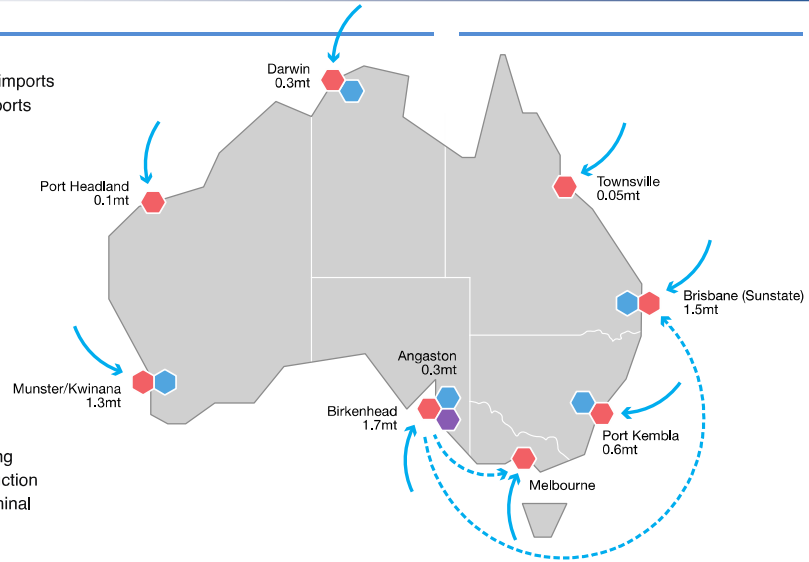 imports
ports
Darwin
0.3mt
Port Headland
0.1mt
Townsville
0.05mt
Brisbane (Sunstate)
1.5mt
Munster/Kwinana
1.3mt
Angaston
0.3mt
Birkenhead
1.7mt
Port Kembla
0.6mt
Melbourne
ng
ction
ninal